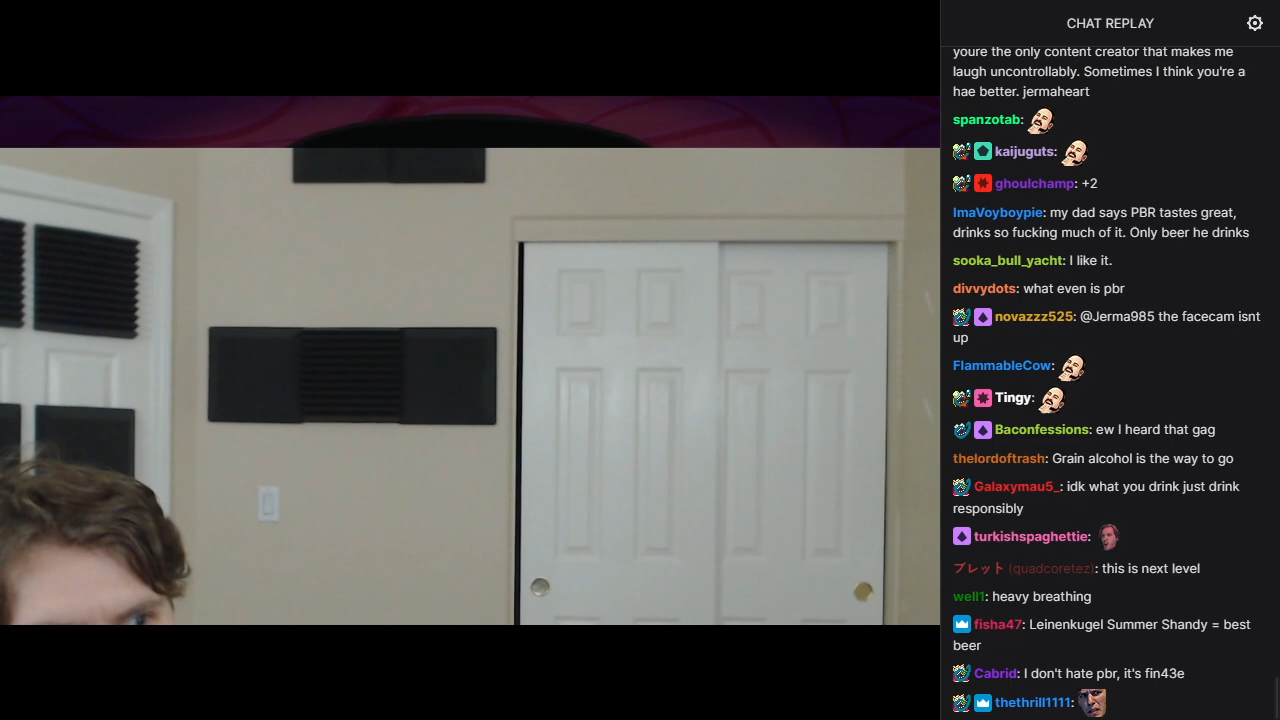 CHAT REPLAY
youre the only content creator that makes me
laugh uncontrollably. Sometimes I think you're a
hae better. jermaheart
spanzotab:
kaijuguts:
ghoulchamp: +2
ImaVoyboypie: my dad says PBR tastes great,
drinks so fucking much of it. Only beer he drinks
sooka_bull_yacht: I like it.
divvydots: what even is pbr
novazzz525: @Jerma985 the facecam isnt
up
FlammableCow:
Tingy:
Baconfessions: ew I heard that gag
thelordoftrash: Grain alcohol is the way to go
Galaxymau5_: idk what you drink just drink
responsibly
turkishspaghettie:
ブレット (quadcoretez): this is next level
well1: heavy breathing
fisha47: Leinenkugel Summer Shandy = best
beer
Cabrid: I don't hate pbr, it's fin43e
thethrill1111: